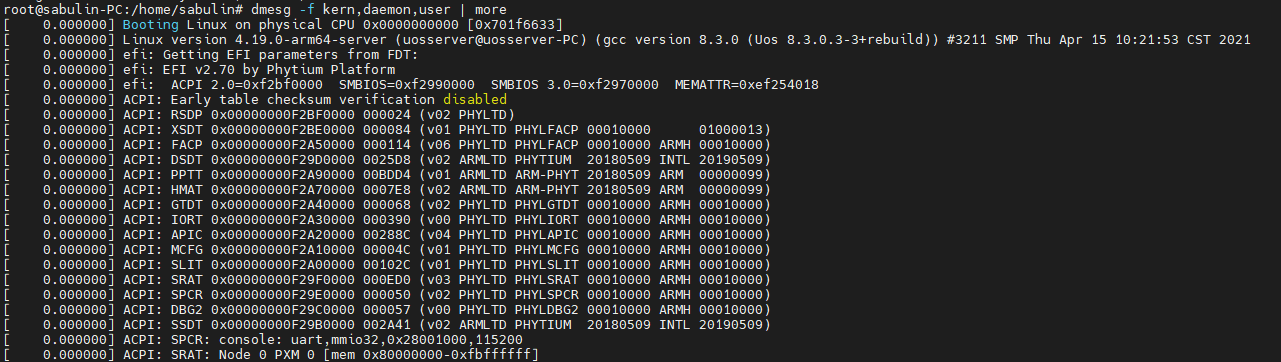 root@sabulin-PC:/home/sabulin# dmesg -f kern,daemon,user | more
[    0.000000] Booting Linux on physical CPU 0x0000000000 [0x701f6633]
[    0.000000] Linux version 4.19.0-arm64-server (uosserver@uosserver-PC) (gcc version 8.3.0 (Uos 8.3.0.3-3+rebuild)) #3211 SMP Thu Apr 15 10:21:53 CST 2021
[    0.000000] efi: Getting EFI parameters from FDT:
[    0.000000] efi: EFI v2.70 by Phytium Platform
[    0.000000] efi:  ACPI 2.0=0xf2bf0000  SMBIOS=0xf2990000  SMBIOS 3.0=0xf2970000  MEMATTR=0xef254018
[    0.000000] ACPI: Early table checksum verification disabled
[    0.000000] ACPI: RSDP 0x00000000F2BF0000 000024 (v02 PHYLTD)
[    0.000000] ACPI: XSDT 0x00000000F2BE0000 000084 (v01 PHYLTD PHYLFACP 00010000      01000013)
[    0.000000] ACPI: FACP 0x00000000F2A50000 000114 (v06 PHYLTD PHYLFACP 00010000 ARMH 00010000)
[    0.000000] ACPI: DSDT 0x00000000F29D0000 0025D8 (v02 ARMLTD PHYTIUM  20180509 INTL 20190509)
[    0.000000] ACPI: PPTT 0x00000000F2A90000 00BDD4 (v01 ARMLTD ARM-PHYT 20180509 ARM  00000099)
[    0.000000] ACPI: HMAT 0x00000000F2A70000 0007E8 (v02 ARMLTD ARM-PHYT 20180509 ARM  00000099)
[    0.000000] ACPI: GTDT 0x00000000F2A40000 000068 (v02 PHYLTD PHYLGTDT 00010000 ARMH 00010000)
[    0.000000] ACPI: IORT 0x00000000F2A30000 000390 (v00 PHYLTD PHYLIORT 00010000 ARMH 00010000)
[    0.000000] ACPI: APIC 0x00000000F2A20000 00288C (v04 PHYLTD PHYLAPIC 00010000 ARMH 00010000)
[    0.000000] ACPI: MCFG 0x00000000F2A10000 00004C (v01 PHYLTD PHYLMCFG 00010000 ARMH 00010000)
[    0.000000] ACPI: SLIT 0x00000000F2A00000 00102C (v01 PHYLTD PHYLSLIT 00010000 ARMH 00010000)
[    0.000000] ACPI: SRAT 0x00000000F29F0000 000ED0 (v03 PHYLTD PHYLSRAT 00010000 ARMH 00010000)
[    0.000000] ACPI: SPCR 0x00000000F29E0000 000050 (v02 PHYLTD PHYLSPCR 00010000 ARMH 00010000)
[    0.000000] ACPI: DBG2 0x00000000F29C0000 000057 (v00 PHYLTD PHYLDBG2 00010000 ARMH 00010000)
[    0.000000] ACPI: SSDT 0x00000000F29B0000 002A41 (v02 ARMLTD PHYTIUM  20180509 INTL 20190509)
[    0.000000] ACPI: SPCR: console: uart,mmio32,0x28001000,115200
[    0.000000] ACPI: SRAT: Node 0 PXM 0 [mem 0x80000000-0xfbffffff]